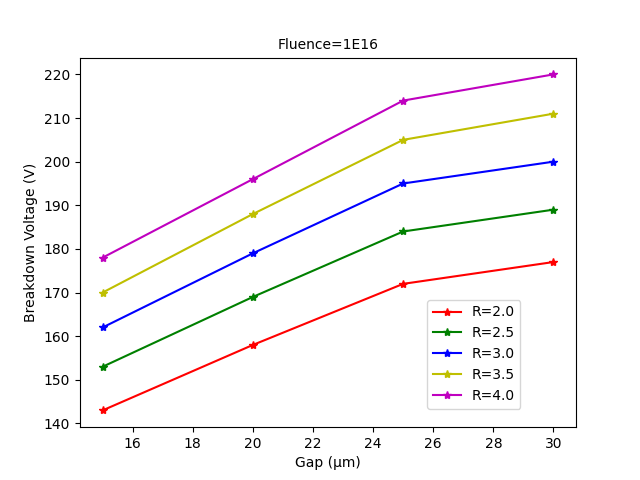 Fluence=1E16
Breakdown Voltage (V)
220
210
200
190
180
170
160
150
140
R=2.0
R=2.5
R=3.0
R=3.5
R=4.0
16 18 20 22 24 26 28 30
Gap (μm)